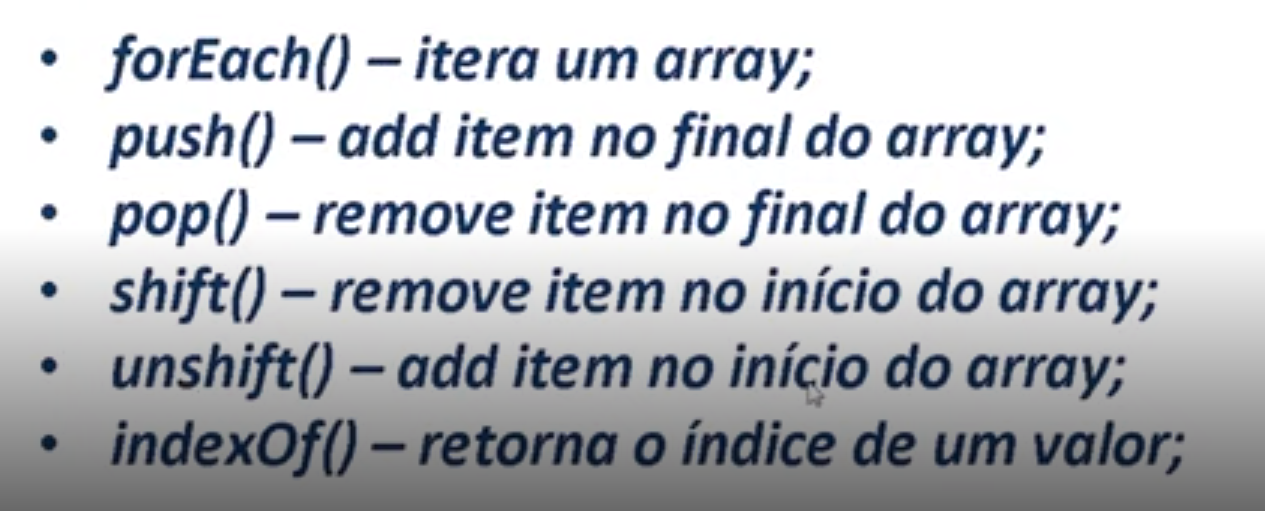 • forEach() – itera um array;
• push() – add item no final do array;
• pop() – remove item no final do array;
• shift() – remove item no início do array;
• unshift() – add item no início do array;
• indexOf() – retorna o índice de um valor;